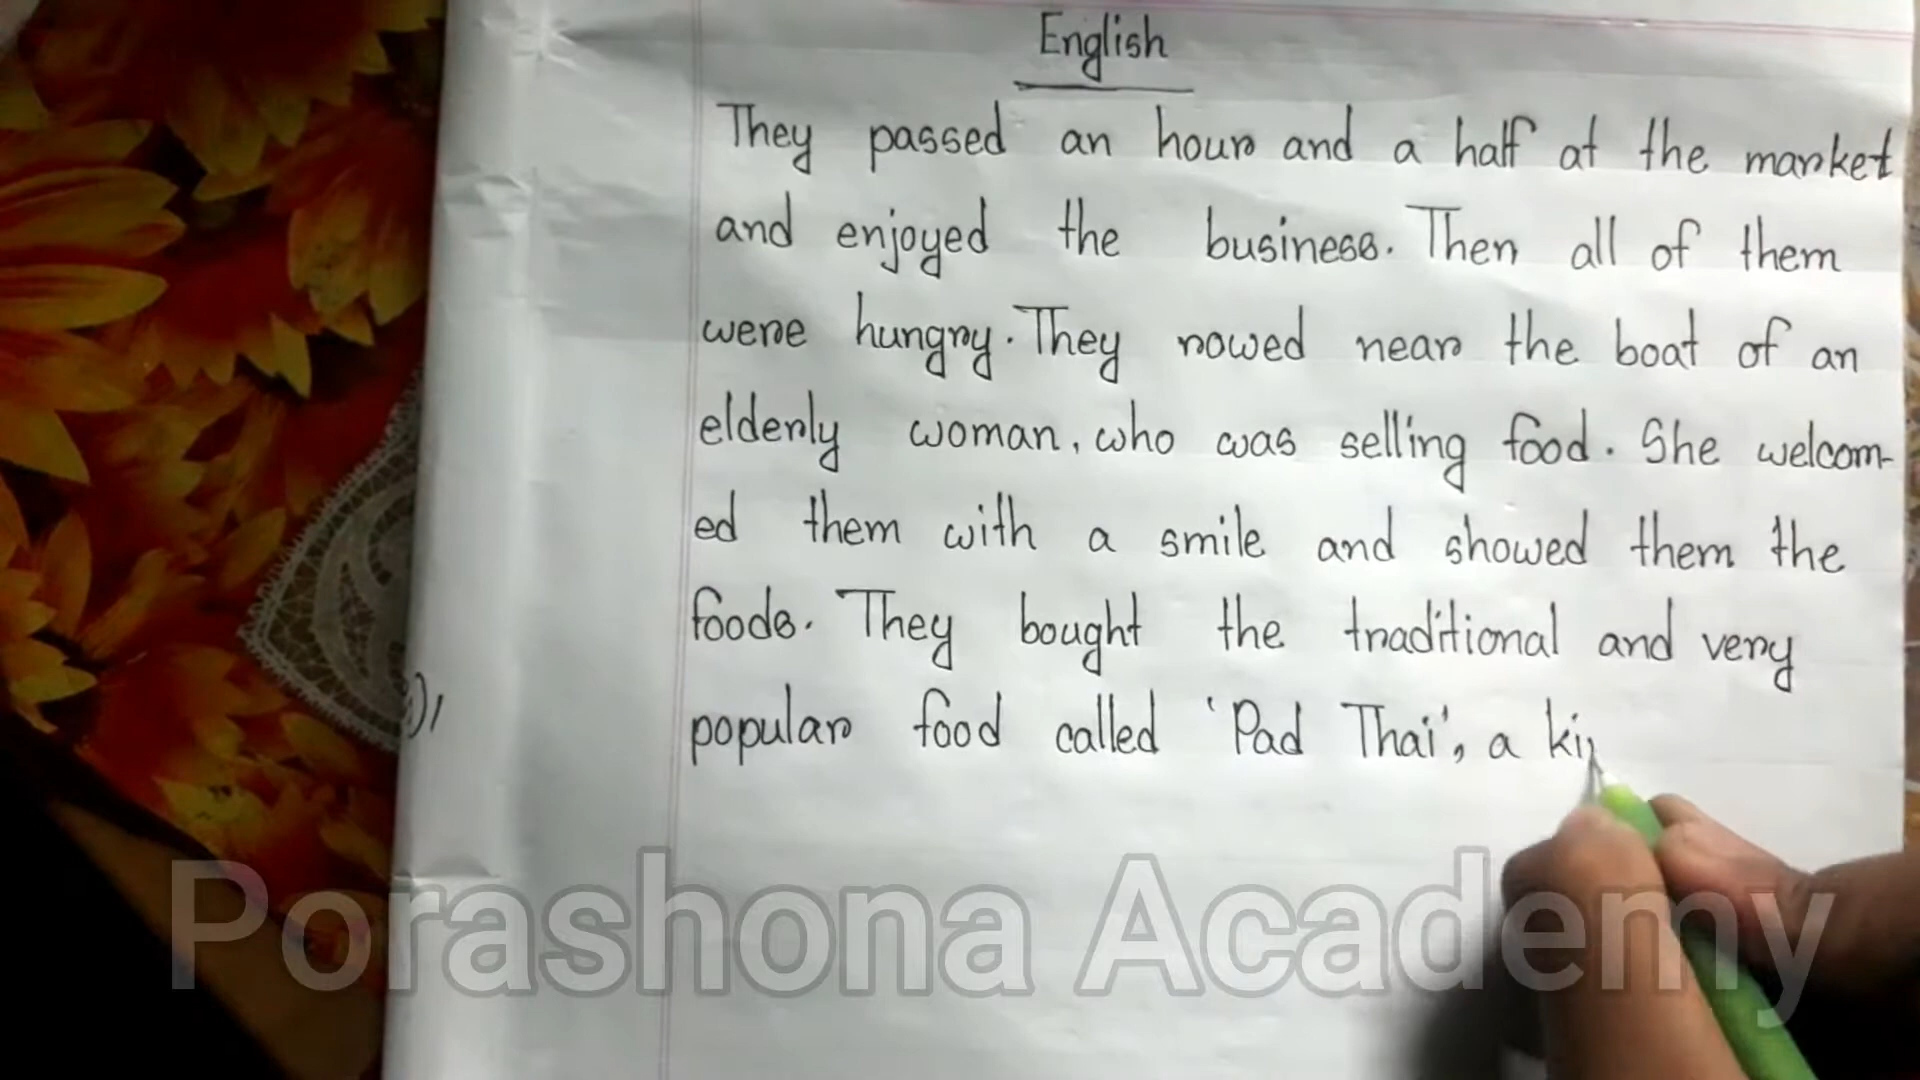 English
They passed an hour and a half at the market
and enjoyed the business. Then all of them
were hungry. They rowed near the boat of an
elderly woman, who was selling food. She welcom-
ed them with a smile and showed them the
foods. They bought the traditional and very
popular food called 'Pad Thai', a kin
Porashona Academy